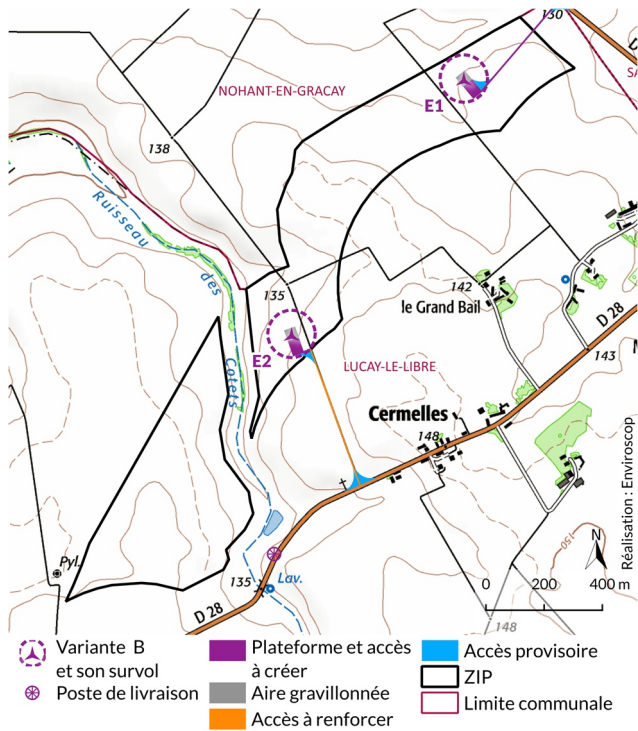 130
NOHANT-EN-GRACAY
E1
138
Ruisseau
des
Cotets
135
142
le Grand Bail
D 28
143
E2
LUCAY-LE-LIBRE
Cermelles
148
Pyl.
135
Lav.
D 28
150
N
0 200 400 m
148
Réalisation : Enviroscop
Variante B
et son survol
Poste de livraison
Plateforme et accès
à créer
Aire gravillonnée
Accès à renforcer
Accès provisoire
ZIP
Limite communale